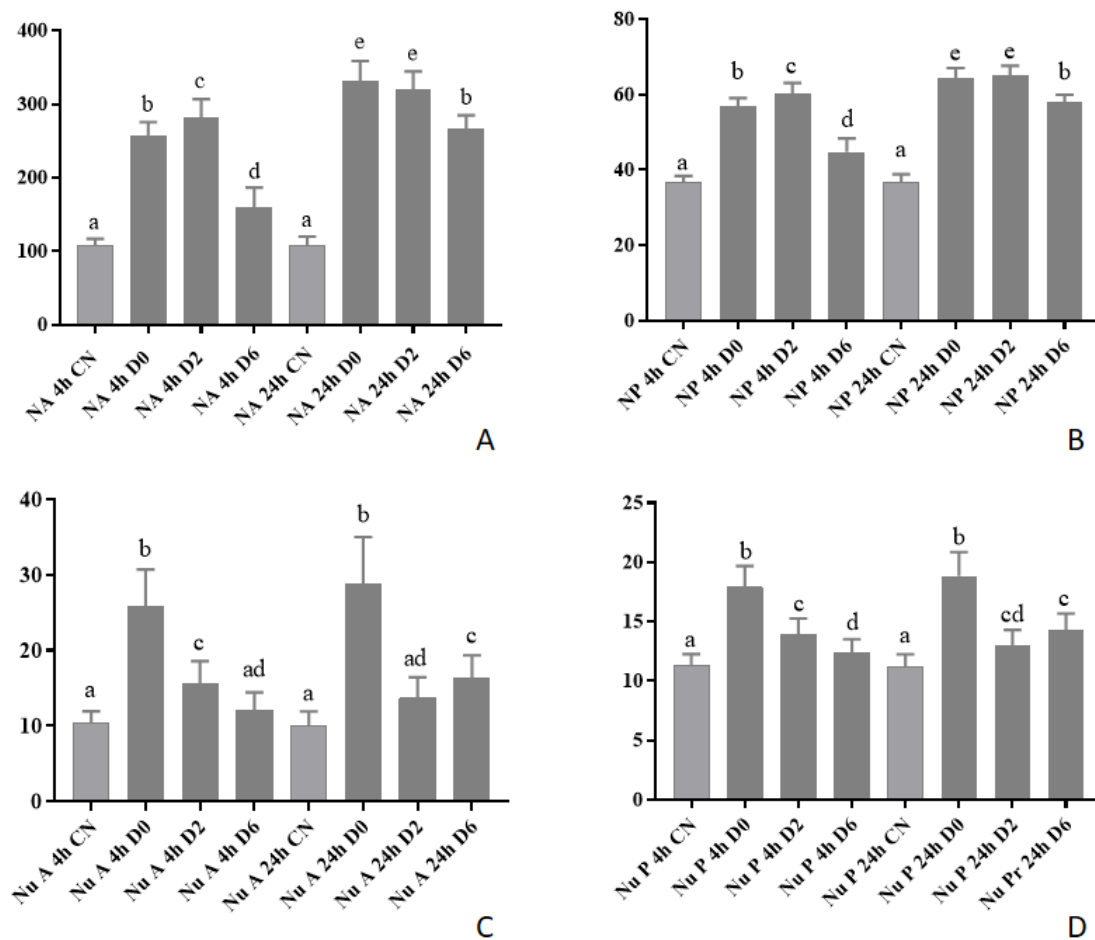 400
300
200
100
0
a
b
c
d
a
e
e
b
NA 4h CN
NA 4h D0
NA 4h D2
NA 4h D6
NA 24h CN
NA 24h D0
NA 24h D2
NA 24h D6
A
80
60
40
20
0
a
b
c
d
a
e
e
b
NP 4h CN
NP 4h D0
NP 4h D2
NP 4h D6
NP 24h CN
NP 24h D0
NP 24h D2
NP 24h D6
B
40
30
20
10
0
a
b
c
ad
a
b
ad
c
Nu A 4h CN
Nu A 4h D0
Nu A 4h D2
Nu A 4h D6
Nu A 24h CN
Nu A 24h D0
Nu A 24h D2
Nu A 24h D6
C
25
20
15
10
5
0
a
b
c
d
a
b
cd
c
Nu P 4h CN
Nu P 4h D0
Nu P 4h D2
Nu P 4h D6
Nu P 24h CN
Nu P 24h D0
Nu P 24h D2
Nu Pr 24h D6
D